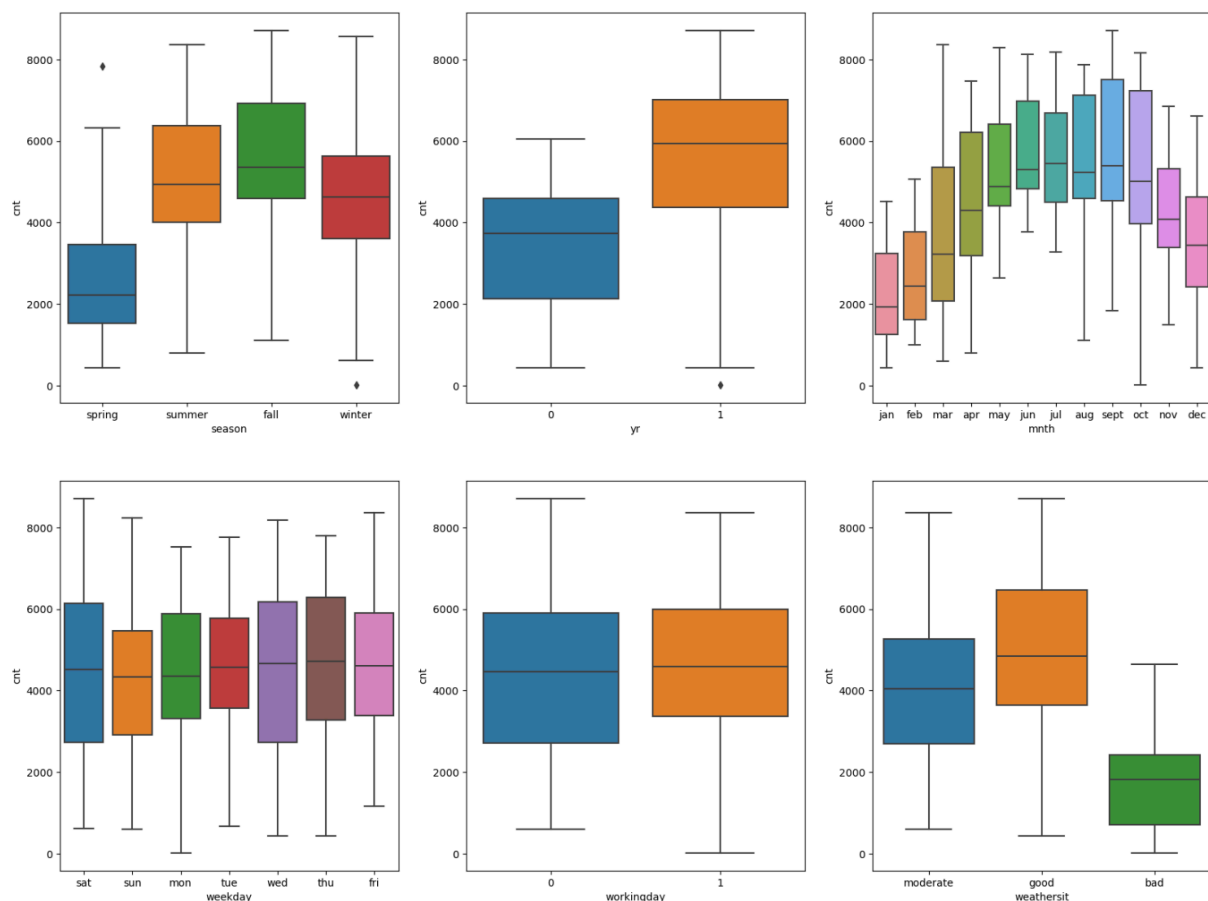 8000
6000
4000
2000
0
cnt
spring summer fall winter
season
8000
6000
4000
2000
0
cnt
0 1
yr
8000
6000
4000
2000
0
cnt
jan feb mar apr may jun jul aug sept oct nov dec
mnth
8000
6000
4000
2000
0
cnt
sat sun mon tue wed thu fri
weekday
8000
6000
4000
2000
0
cnt
0 1
workingday
8000
6000
4000
2000
0
cnt
moderate good bad
weathersit